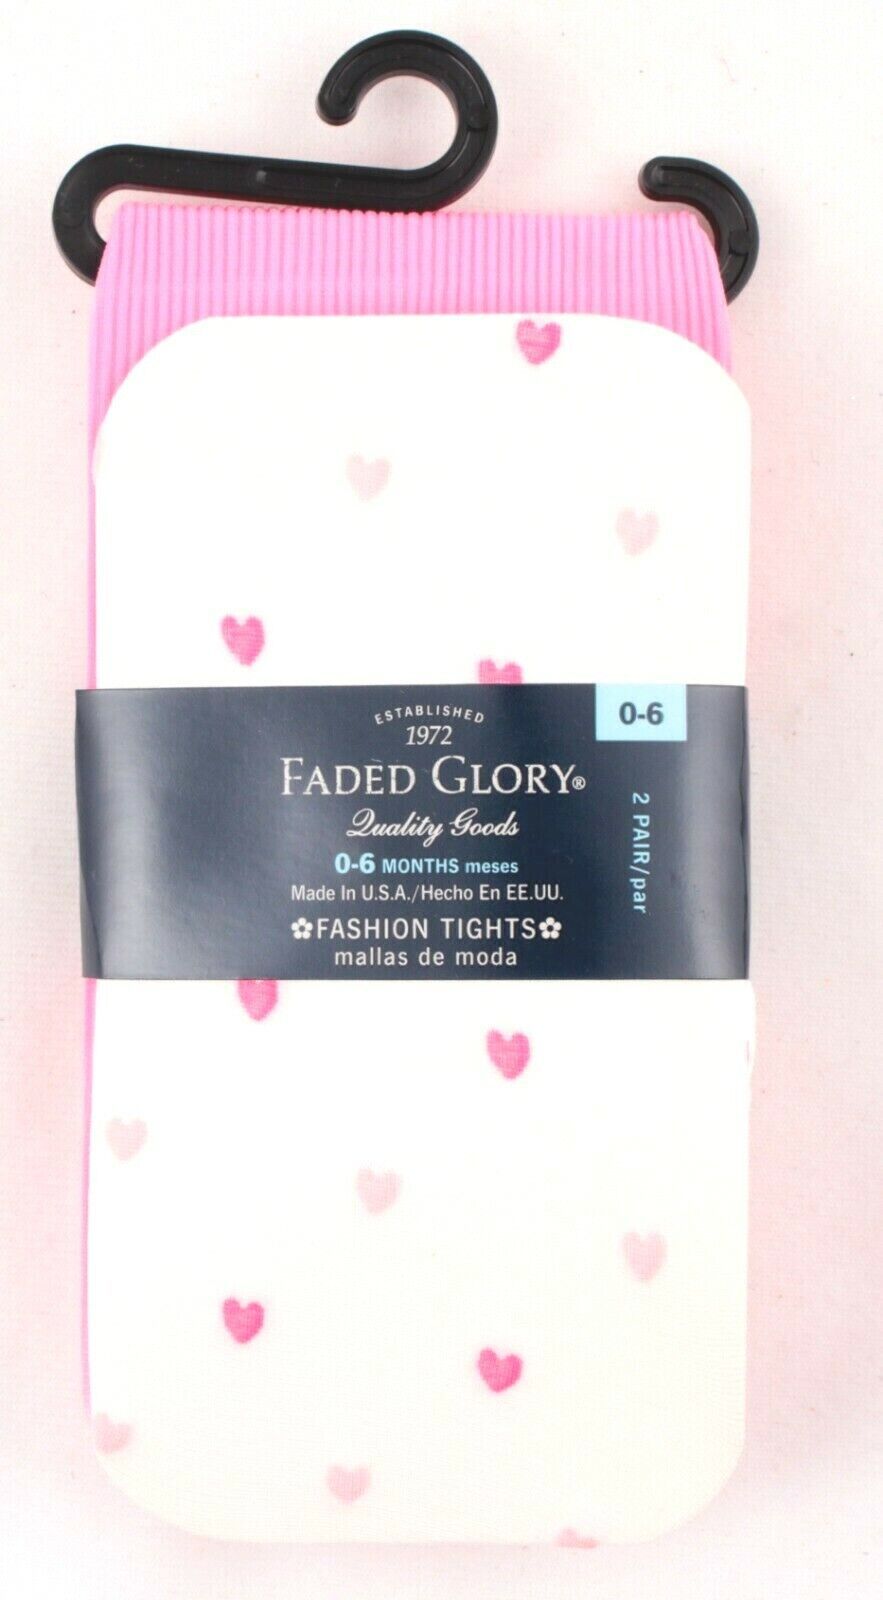 ESTABLISHED
1972
FADED GLORY®
Quality Goods
0-6 MONTHS meses
Made In U.S.A./Hecho En EE.UU.
✿FASHION TIGHTS✿
mallas de moda
0-6
2 PAIR/par